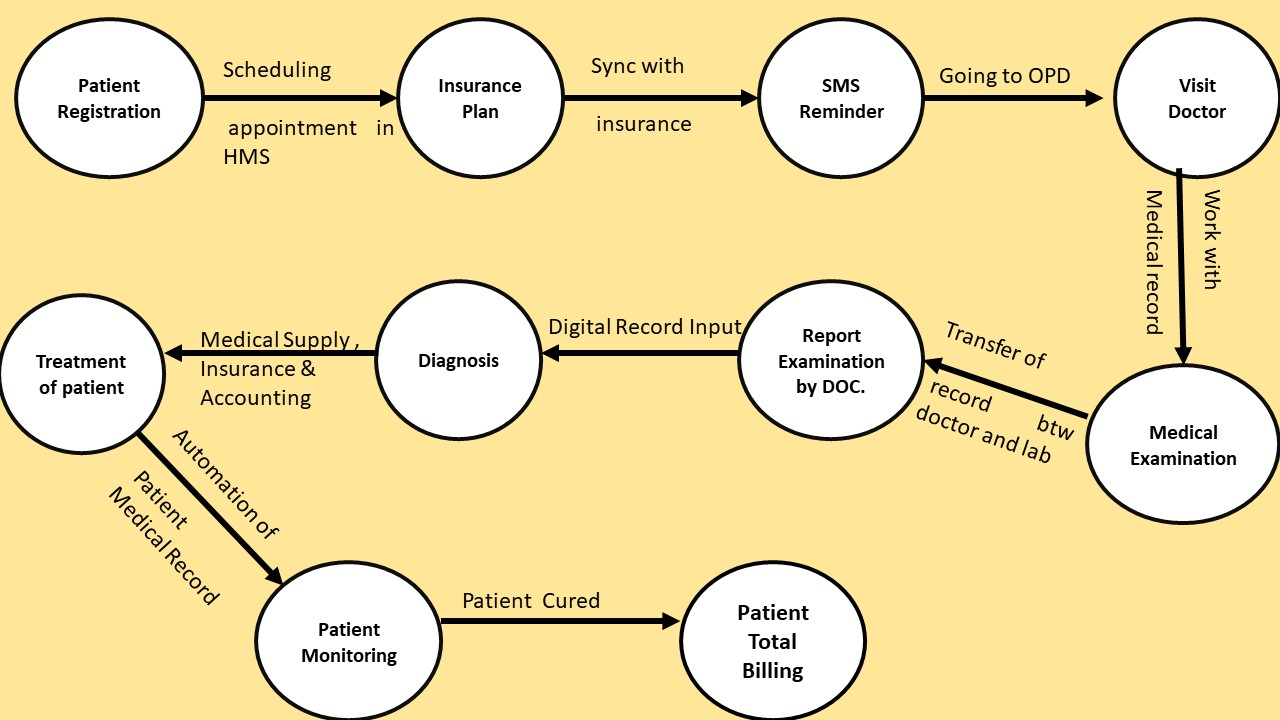 Patient
Registration
Scheduling
appointment in
HMS
Insurance
Plan
Sync with
insurance
SMS
Reminder
Going to OPD
Visit
Doctor
Work with
Medical record
Medical
Examination
Transfer of
record btw
doctor and lab
Report
Examination
by DOC.
Digital Record Input
Diagnosis
Medical Supply ,
Insurance &
Accounting
Treatment
of patient
Automation of
Patient
Medical Record
Patient
Monitoring
Patient Cured
Patient
Total
Billing